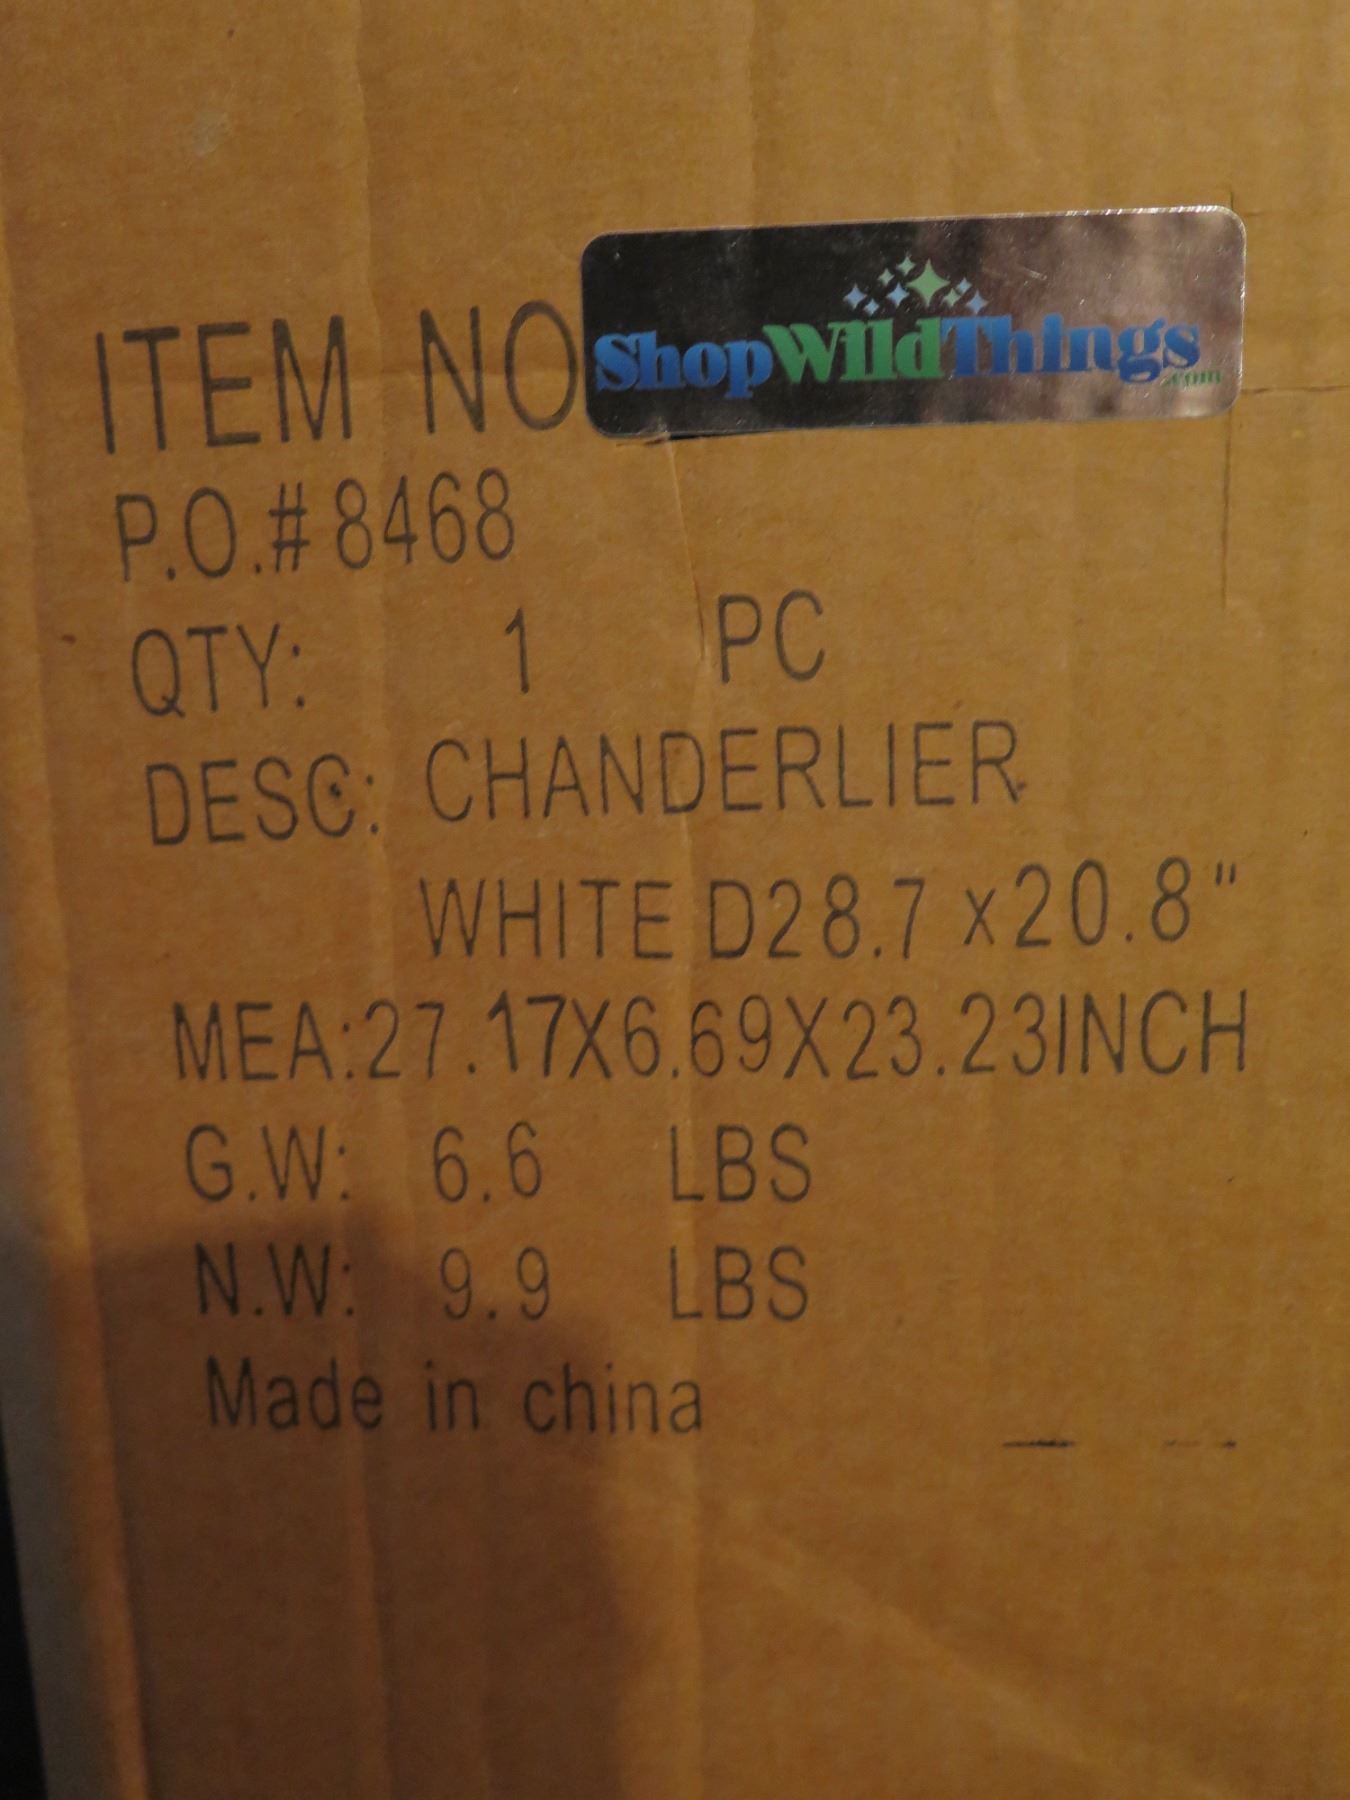 ITEM NO ShopWildThings.com
P.O.#8468
QTY: 1 PC
DESC: CHANDERLIER
WHITE D28.7 x20.8"
MEA:27.17X6.69X23.23INCH
G.W: 6.6 LBS
N.W: 9.9 LBS
Made in china